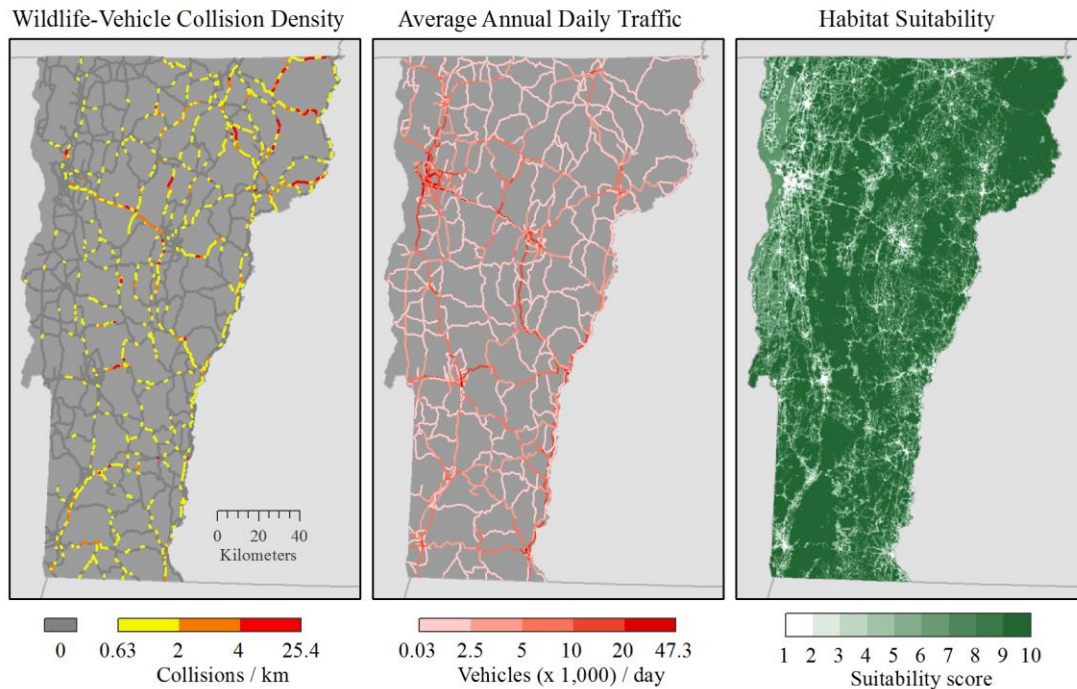 Wildlife-Vehicle Collision Density
Average Annual Daily Traffic
Habitat Suitability
0 20 40
Kilometers
0
0.63 2 4 25.4
Collisions / km
0.03 2.5 5 10 20 47.3
Vehicles (x 1,000) / day
1 2 3 4 5 6 7 8 9 10
Suitability score